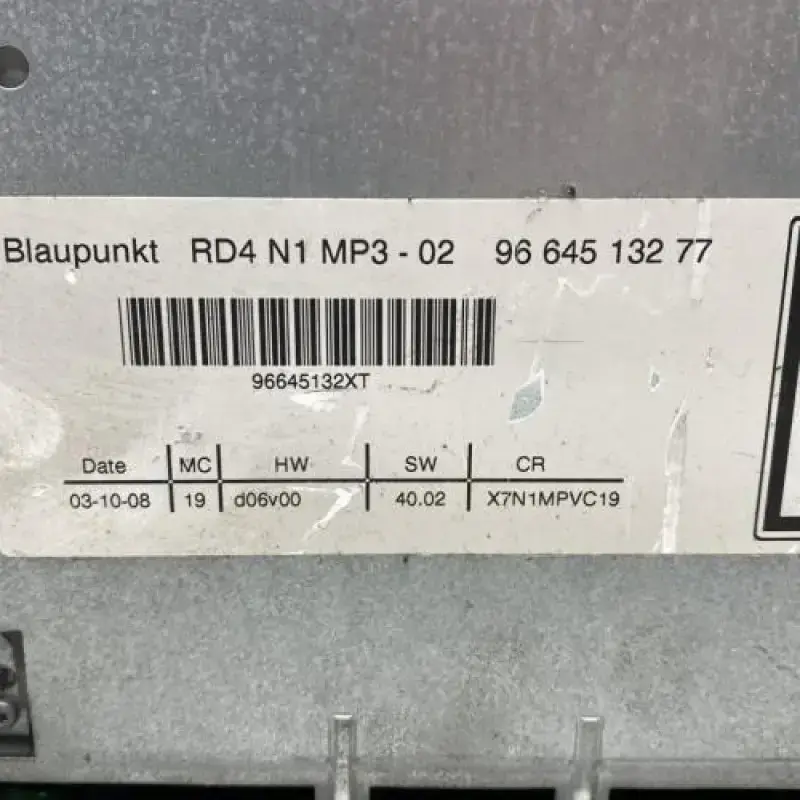 Blaupunkt RD4 N1 MP3 - 02 96 645 132 77
96645132XT
Date MC HW SW CR
03-10-08 19 d06v00 40.02 X7N1MPVC19